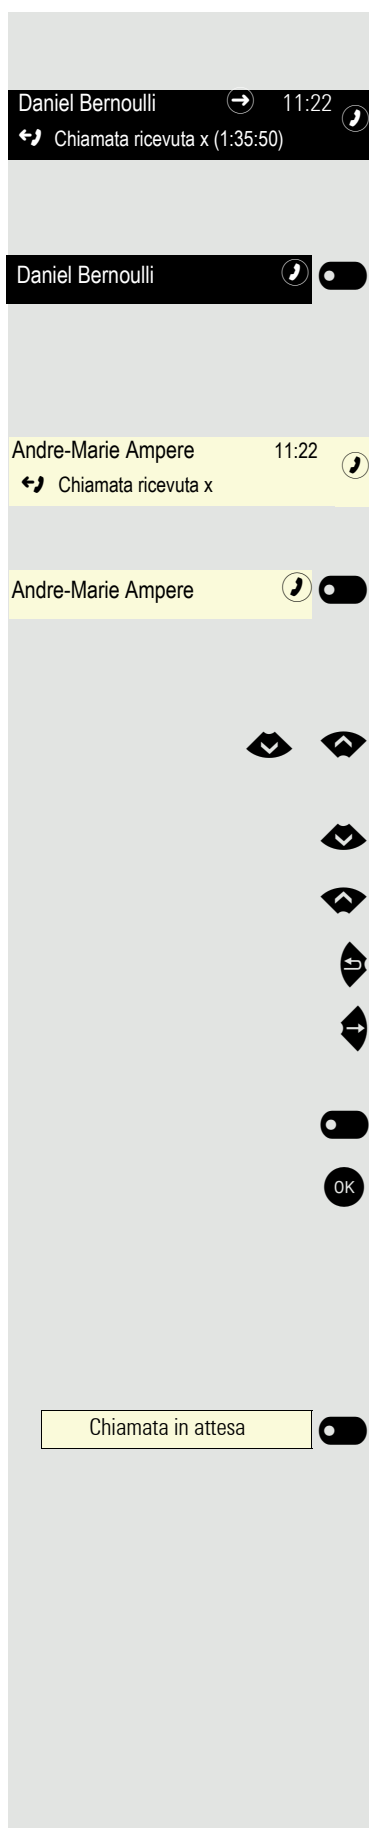 Daniel Bernoulli 11:22
Chiamata ricevuta x (1:35:50)
Daniel Bernoulli
Andre-Marie Ampere 11:22
Chiamata ricevuta x
Andre-Marie Ampere
OK
Chiamata in attesa